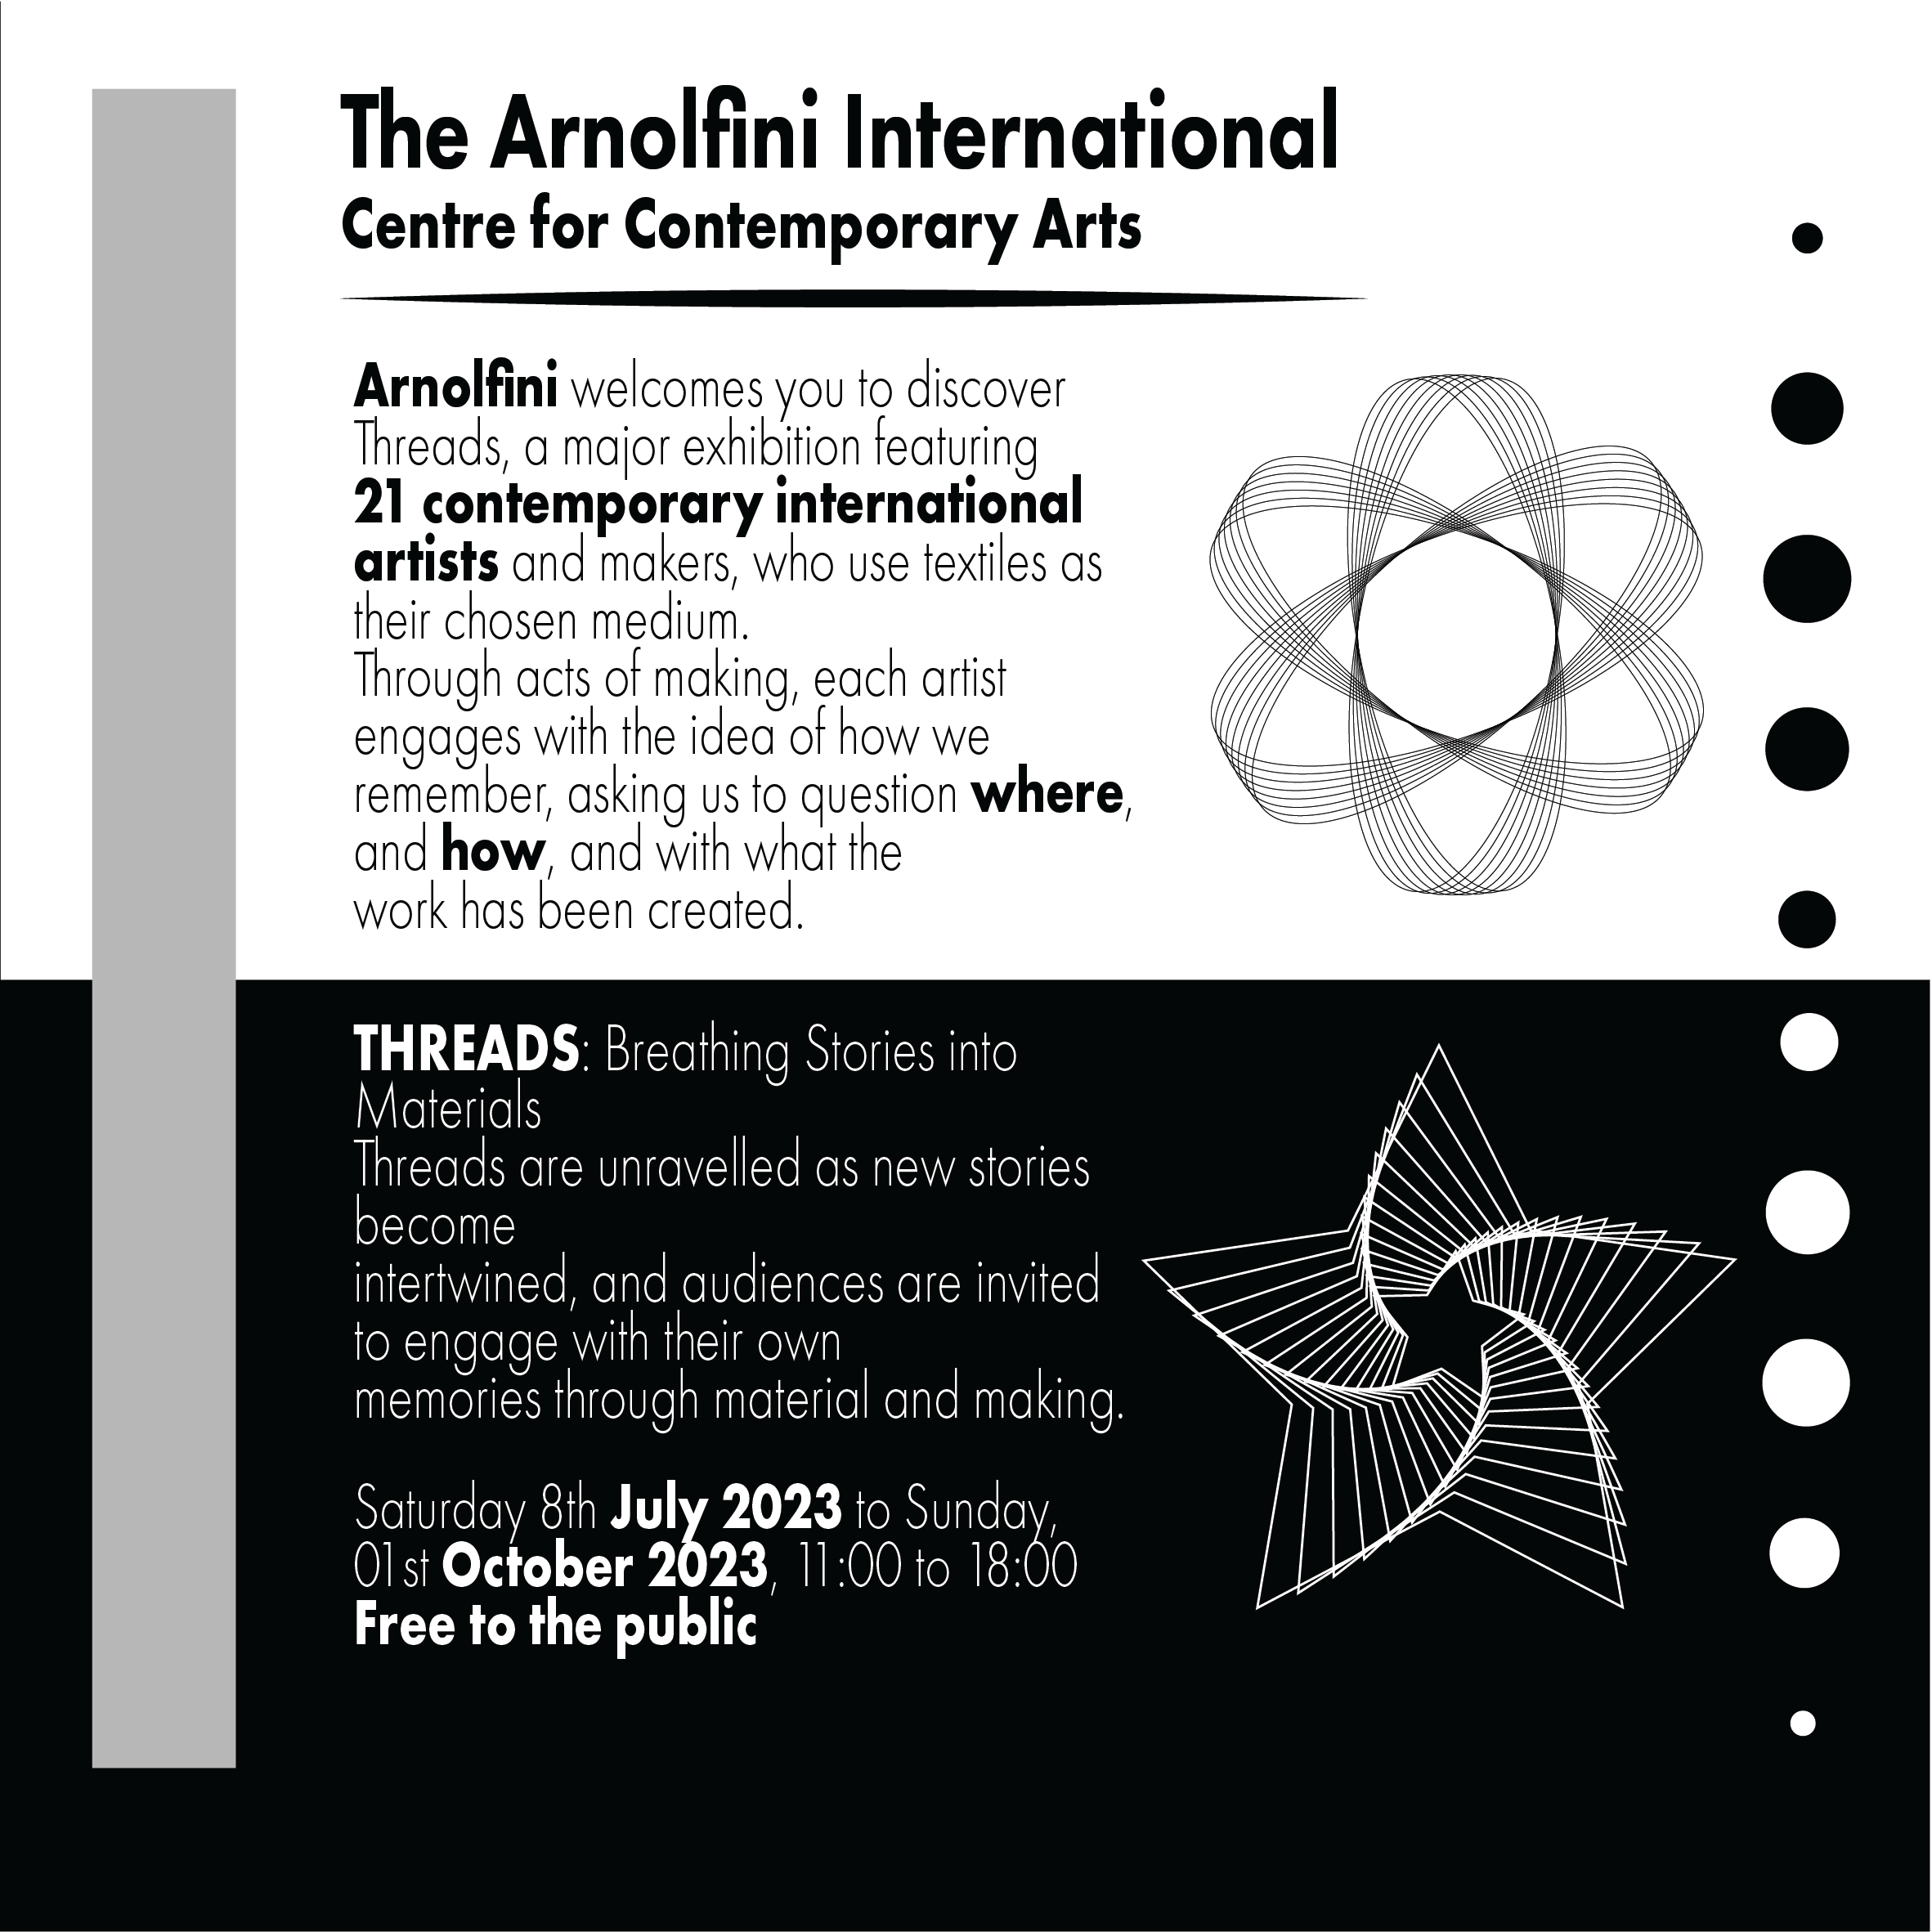 The Arnolfini International
Centre for Contemporary Arts
Arnolfini welcomes you to discover
Threads, a major exhibition featuring
21 contemporary international
artists and makers, who use textiles as
their chosen medium.
Through acts of making, each artist
engages with the idea of how we
remember, asking us to question where,
and how, and with what the
work has been created.
THREADS: Breathing Stories into
Materials
Threads are unravelled as new stories
become
intertwined, and audiences are invited
to engage with their own
memories through material and making.
Saturday 8th July 2023 to Sunday,
01st October 2023, 11:00 to 18:00
Free to the public